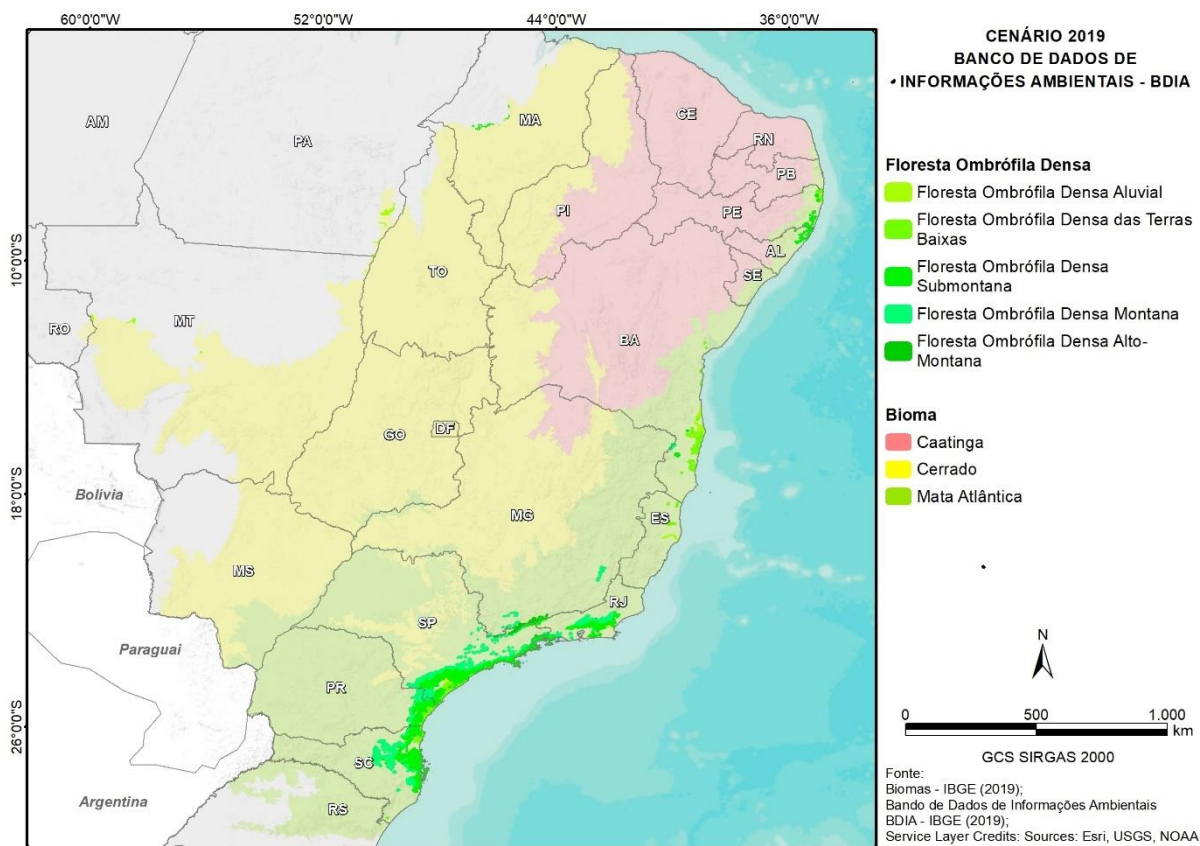 60°0'0"W
52°0'0"W
44°0'0"W
36°0'0"W
10°0'0"S
18°0'0"S
26°0'0"S
AM
PA
MA
CE
RN
PB
PE
PI
AL
SE
TO
BA
RO
MT
GO
DF
MG
ES
MS
SP
RJ
PR
SC
RS
Bolivia
Paraguai
Argentina
CENÁRIO 2019
BANCO DE DADOS DE
INFORMAÇÕES AMBIENTAIS - BDIA
Floresta Ombrófila Densa
Floresta Ombrófila Densa Aluvial
Floresta Ombrófila Densa das Terras
Baixas
Floresta Ombrófila Densa
Submontana
Floresta Ombrófila Densa Montana
Floresta Ombrófila Densa Alto-
Montana
Bioma
Caatinga
Cerrado
Mata Atlântica
N
0 500 1.000
km
GCS SIRGAS 2000
Fonte:
Biomas - IBGE (2019);
Bando de Dados de Informações Ambientais
BDIA - IBGE (2019);
Service Layer Credits: Sources: Esri, USGS, NOAA